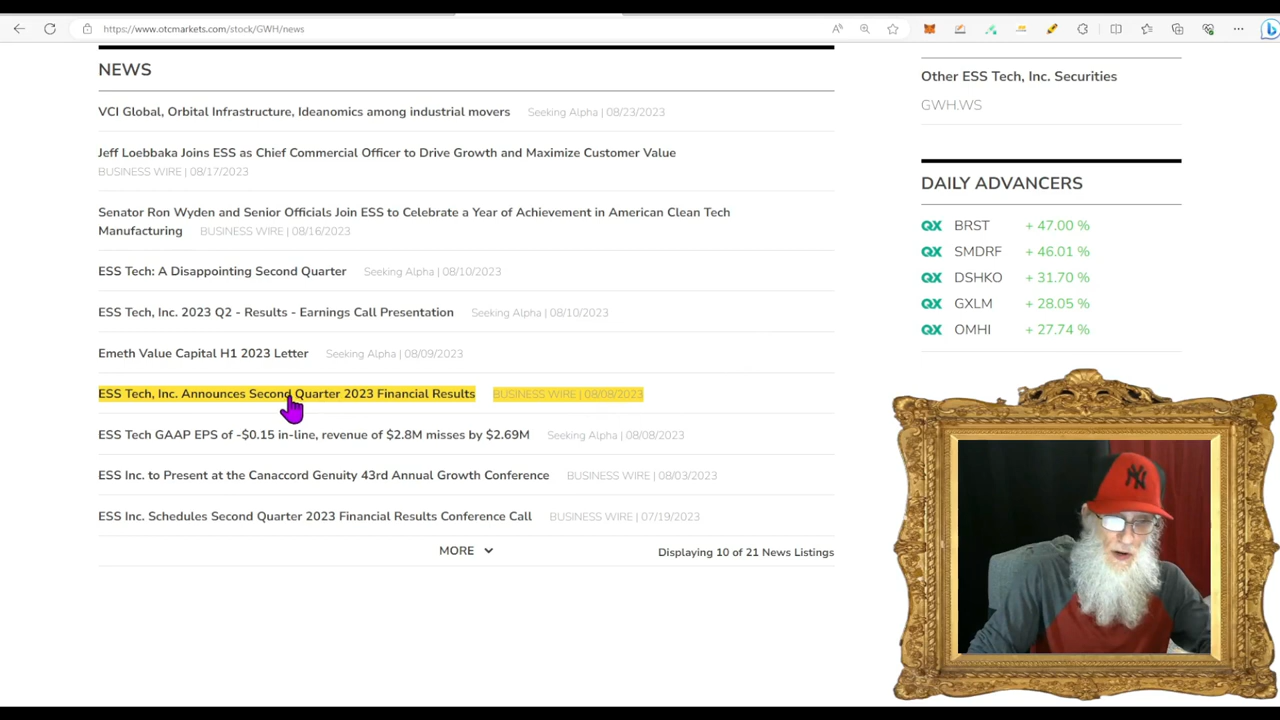 https://www.otcmarkets.com/stock/GWH/news
NEWS
VCI Global, Orbital Infrastructure, Ideanomics among industrial movers Seeking Alpha | 08/23/2023
Jeff Loebbaka Joins ESS as Chief Commercial Officer to Drive Growth and Maximize Customer Value
BUSINESS WIRE | 08/17/2023
Senator Ron Wyden and Senior Officials Join ESS to Celebrate a Year of Achievement in American Clean Tech
Manufacturing BUSINESS WIRE | 08/16/2023
ESS Tech: A Disappointing Second Quarter Seeking Alpha | 08/10/2023
ESS Tech, Inc. 2023 Q2 - Results - Earnings Call Presentation Seeking Alpha | 08/10/2023
Emeth Value Capital H1 2023 Letter Seeking Alpha | 08/09/2023
ESS Tech, Inc. Announces Second Quarter 2023 Financial Results BUSINESS WIRE | 08/08/2023
ESS Tech GAAP EPS of -$0.15 in-line, revenue of $2.8M misses by $2.69M Seeking Alpha | 08/08/2023
ESS Inc. to Present at the Canaccord Genuity 43rd Annual Growth Conference BUSINESS WIRE | 08/03/2023
ESS Inc. Schedules Second Quarter 2023 Financial Results Conference Call BUSINESS WIRE | 07/19/2023
MORE
Displaying 10 of 21 News Listings
Other ESS Tech, Inc. Securities
GWH.WS
DAILY ADVANCERS
QX BRST + 47.00 %
QX SMDRF + 46.01 %
QX DSHKO + 31.70 %
QX GXLM + 28.05 %
QX OMHI + 27.74 %
NY